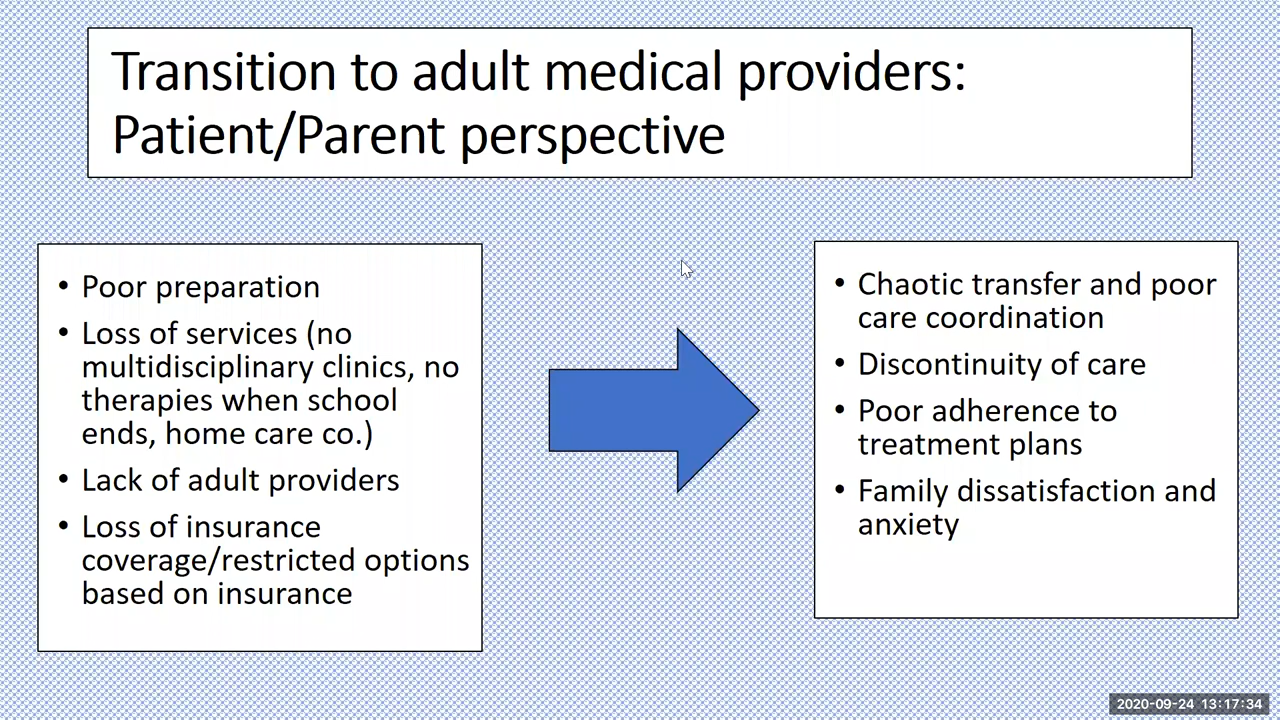 Transition to adult medical providers:
Patient/Parent perspective
• Poor preparation
• Loss of services (no
multidisciplinary clinics, no
therapies when school
ends, home care co.)
• Lack of adult providers
• Loss of insurance
coverage/restricted options
based on insurance
• Chaotic transfer and poor
care coordination
• Discontinuity of care
• Poor adherence to
treatment plans
• Family dissatisfaction and
anxiety
2020-09-24 13:17:34